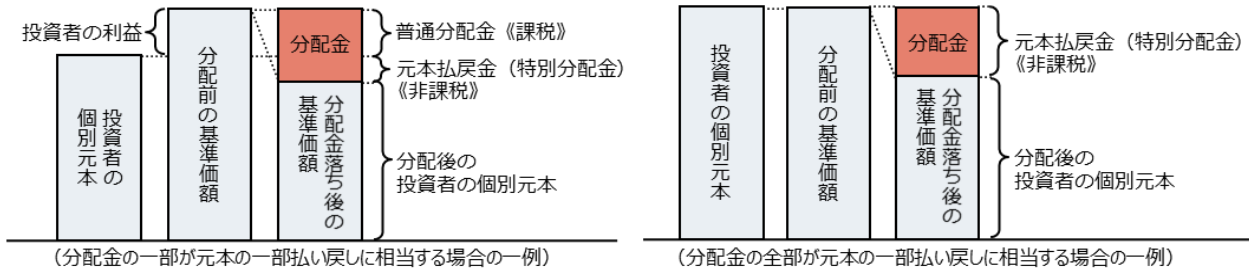 投資者の利益
投資者の
個別元本
分配前の基準価額
分配金
分配金落ち後の
基準価額
普通分配金《課税》
元本払戻金（特別分配金）
《非課税》
分配後の
投資者の個別元本
（分配金の一部が元本の一部払い戻しに相当する場合の一例）
投資者の個別元本
分配前の基準価額
分配金
分配金落ち後の
基準価額
元本払戻金（特別分配金）
《非課税》
分配後の
投資者の個別元本
（分配金の全部が元本の一部払い戻しに相当する場合の一例）